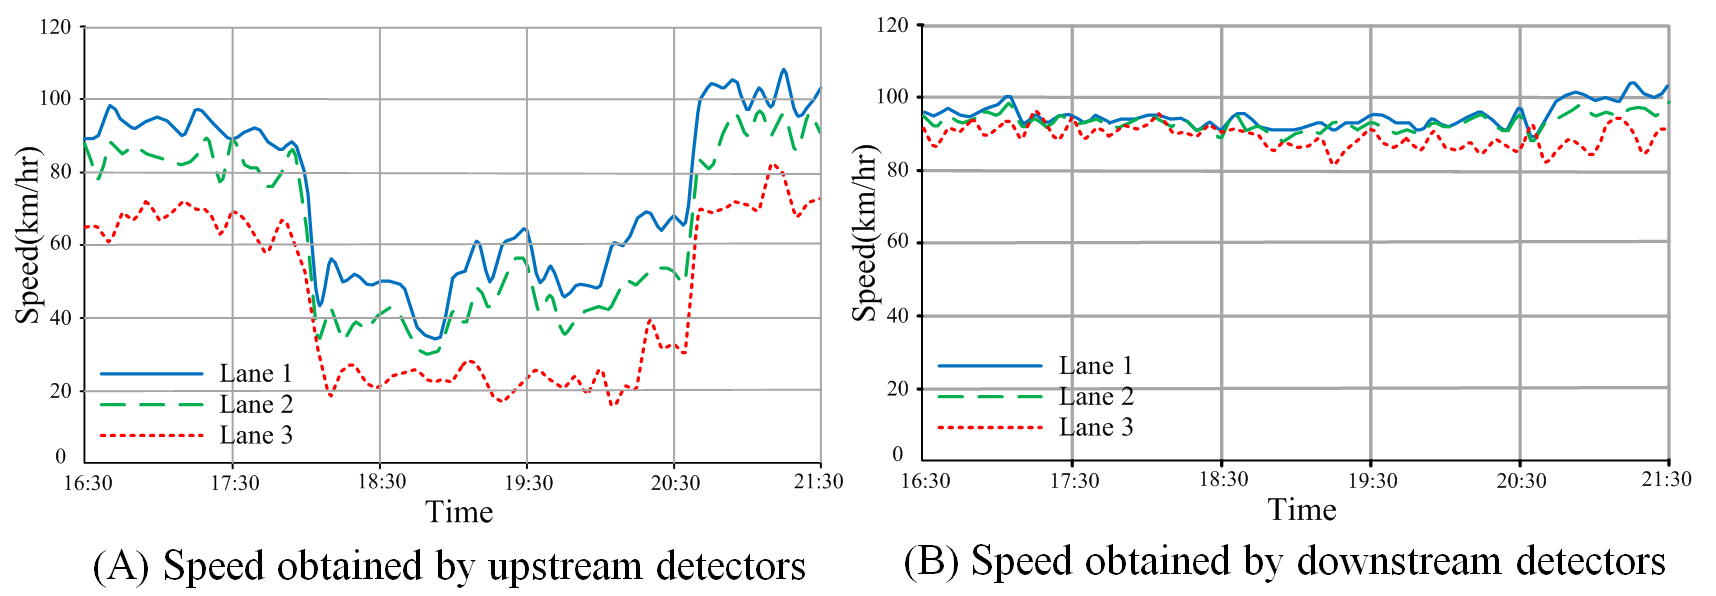 120
100
80
60
40
20
0
Speed(km/hr)
Lane 1
Lane 2
Lane 3
16:30 17:30 18:30 19:30 20:30 21:30
Time
(A) Speed obtained by upstream detectors
120
100
80
60
40
20
0
Speed(km/hr)
Lane 1
Lane 2
Lane 3
16:30 17:30 18:30 19:30 20:30 21:30
Time
(B) Speed obtained by downstream detectors